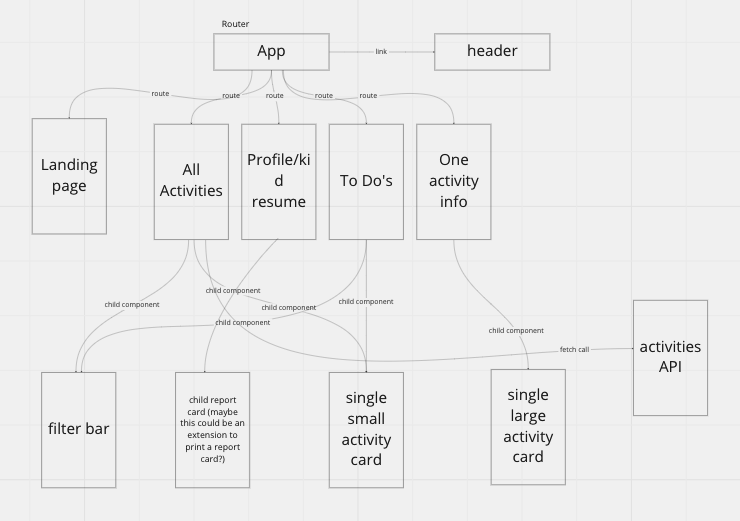 Router
App
link
header
route
route
route
route
route
Landing
page
All
Activities
Profile/ki
d
resume
To Do's
One
activity
info
child component
child component
child component
child component
child component
child component
fetch call
activities
API
filter bar
child report
card (maybe
this could be an
extension to
print a report
card?)
single
small
activity
card
single
large
activity
card